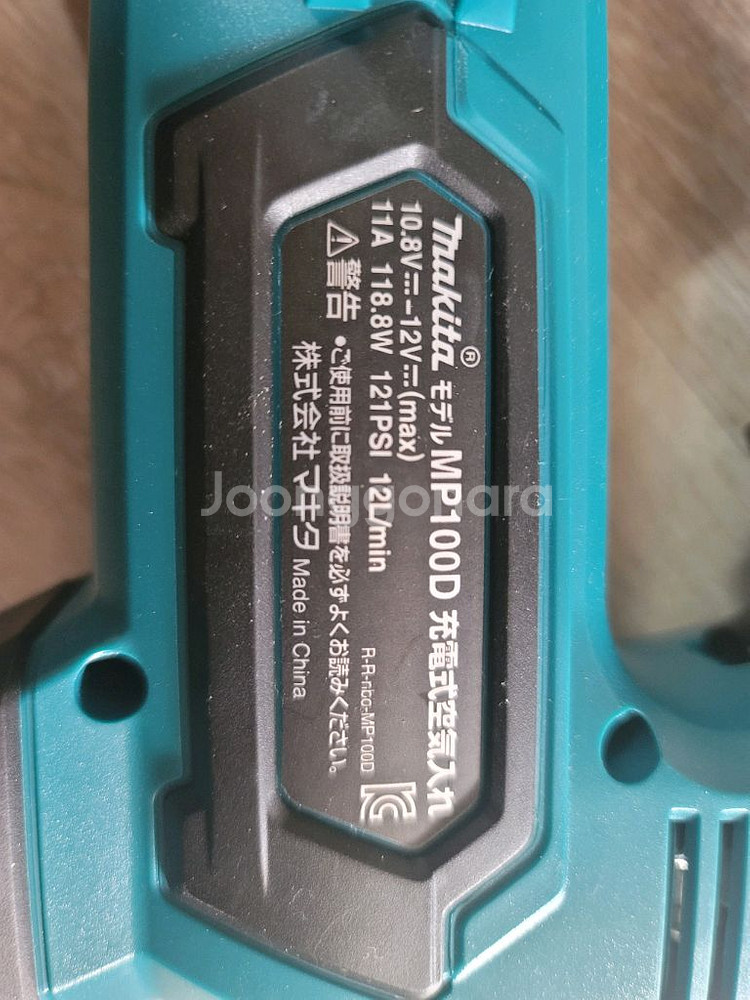 makita® モデル MP100D 充電式空気入れ
10.8V⎓-12V⎓(max)
11A 118.8W 121PSI 12L/min
R-R-nbo-MP100D
警告 ●ご使用前に取扱説明書を必ずよくお読みください。
株式会社 マキタ Made in China
Joonggonara